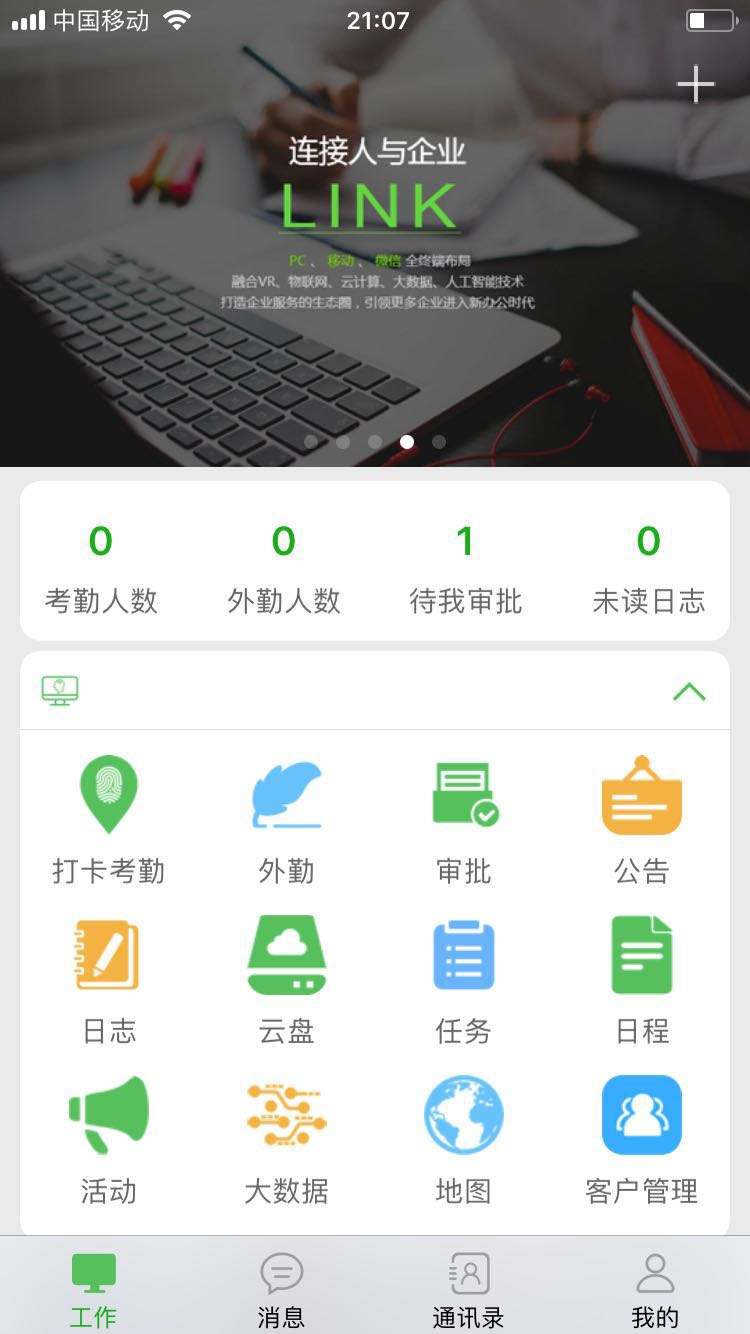 中国移动 21:07
连接人与企业
LINK
PC 、 移动 、 微信 全终端布局
融合VR、物联网、云计算、大数据、人工智能技术
打造企业服务的生态圈，引领更多企业进入新办公时代
0 0 1 0
考勤人数 外勤人数 待我审批 未读日志
打卡考勤 外勤 审批 公告
日志 云盘 任务 日程
活动 大数据 地图 客户管理
工作 消息 通讯录 我的